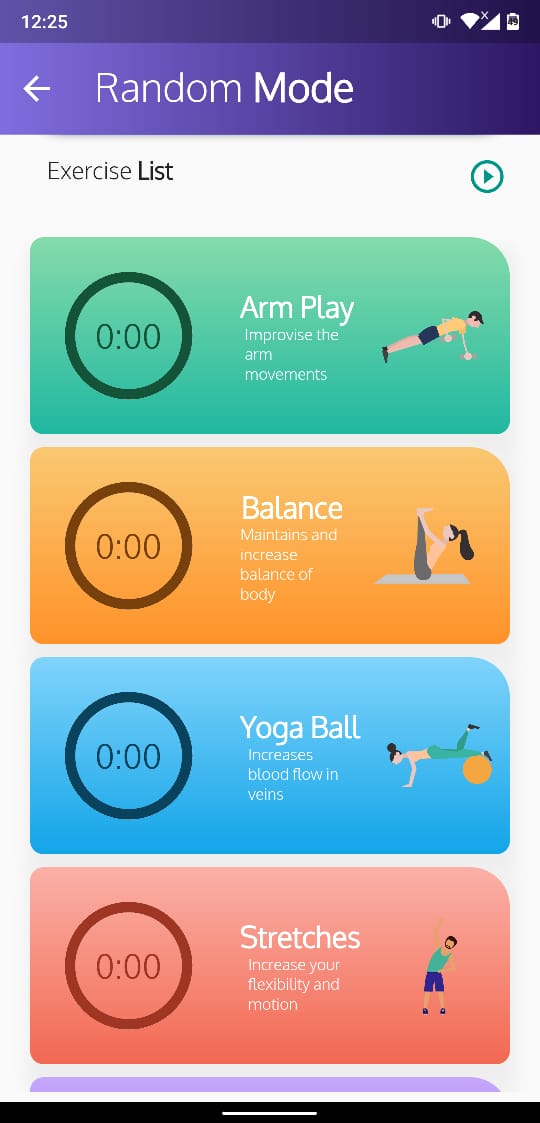 12:25
x
49
Random Mode
Exercise List
0:00
Arm Play
Improvise the
arm
movements
0:00
Balance
Maintains and
increase
balance of
body
0:00
Yoga Ball
Increases
blood flow in
veins
0:00
Stretches
Increase your
flexibility and
motion